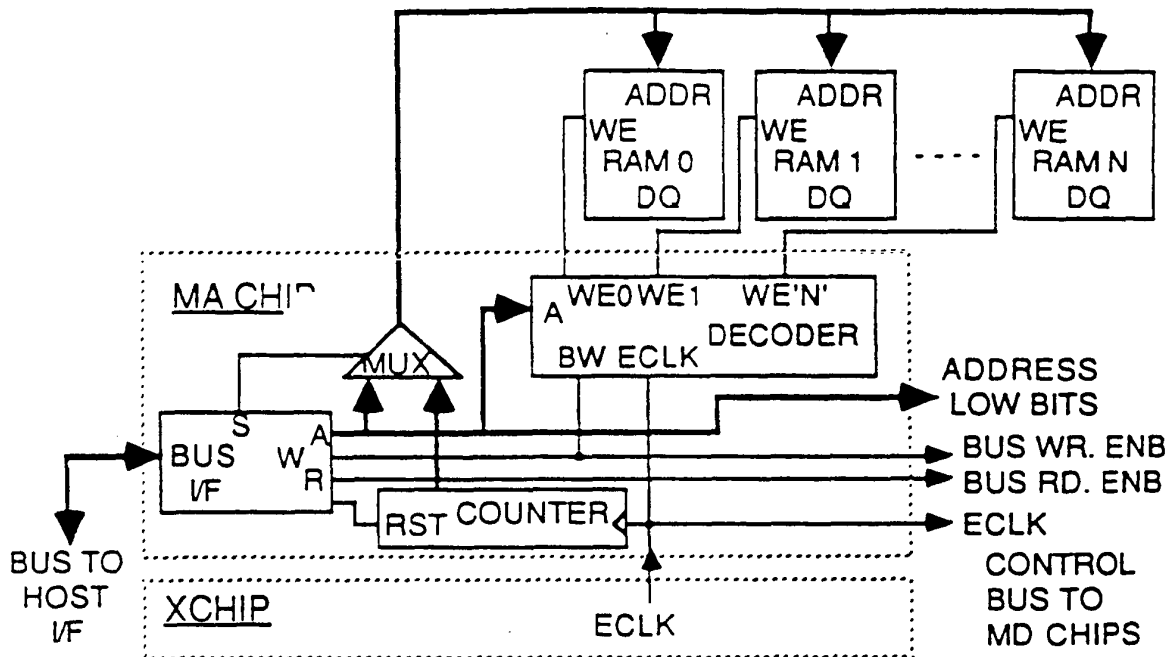 ADDR
WE
RAM 0
DQ
ADDR
WE
RAM 1
DQ
ADDR
WE
RAM N
DQ
MA CHIP
A
WE0 WE1 WE'N'
DECODER
BW ECLK
MUX
S
BUS
I/F
A
W
R
RST COUNTER
ADDRESS
LOW BITS
BUS WR. ENB
BUS RD. ENB
ECLK
CONTROL
BUS TO
MD CHIPS
BUS TO
HOST
I/F
XCHIP
ECLK